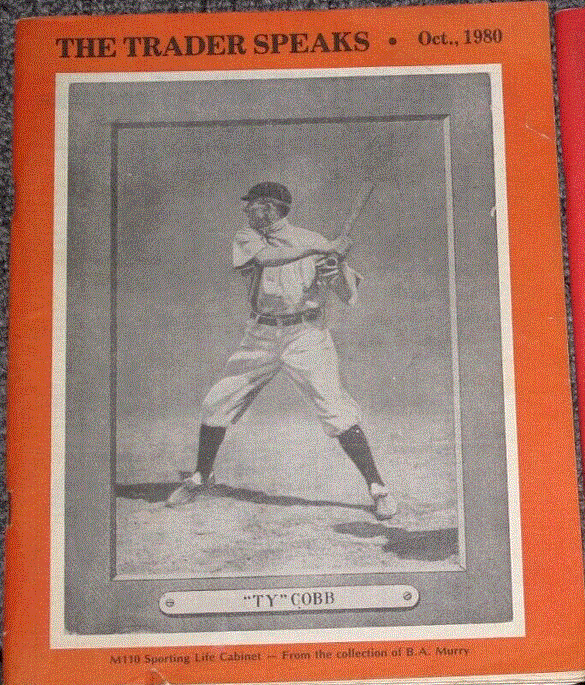 THE TRADER SPEAKS • Oct., 1980
"TY" COBB
M110 Sporting Life Cabinet — From the collection of B.A. Murry